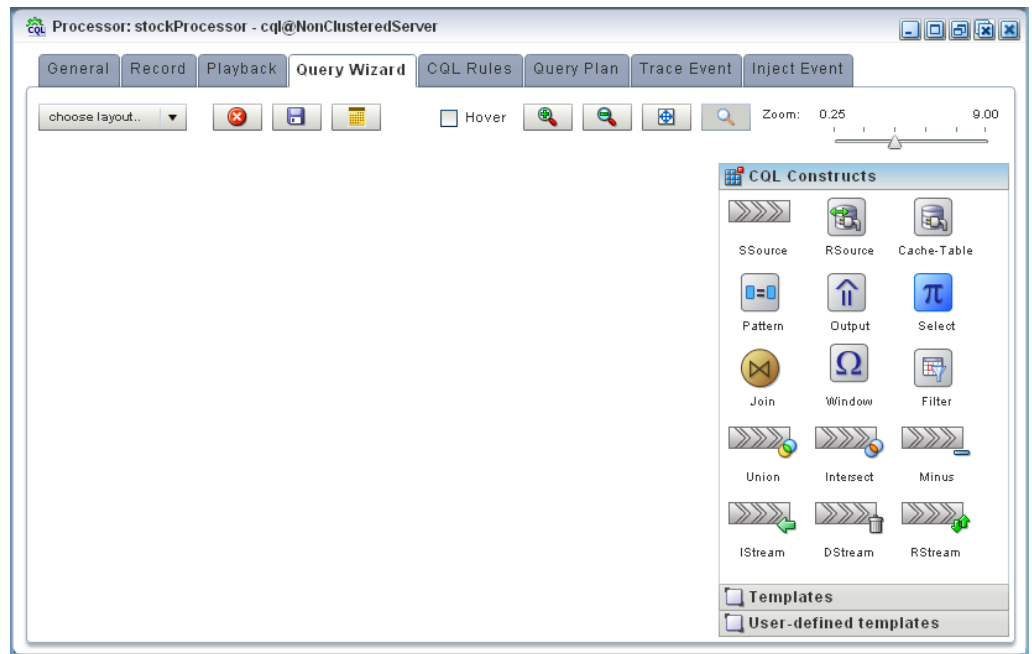 Processor: stockProcessor - cql@NonClusteredServer
General Record Playback Query Wizard CQL Rules Query Plan Trace Event Inject Event
choose layout.. Hover Zoom: 0.25 9.00
CQL Constructs
SSource RSource Cache-Table
Pattern Output Select
Join Window Filter
Union Intersect Minus
IStream DStream RStream
Templates
User-defined templates